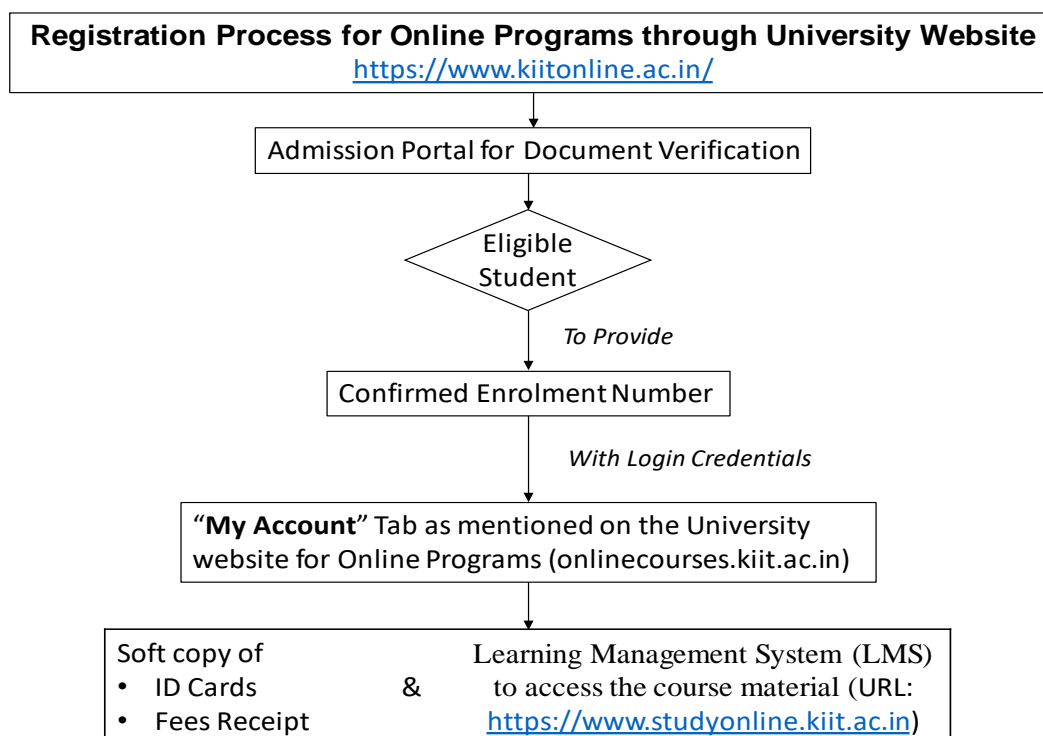 Registration Process for Online Programs through University Website
https://www.kiitonline.ac.in/
Admission Portal for Document Verification
Eligible
Student
To Provide
Confirmed Enrolment Number
With Login Credentials
“My Account” Tab as mentioned on the University
website for Online Programs (onlinecourses.kiit.ac.in)
Soft copy of
• ID Cards
• Fees Receipt
&
Learning Management System (LMS)
to access the course material (URL:
https://www.studyonline.kiit.ac.in)